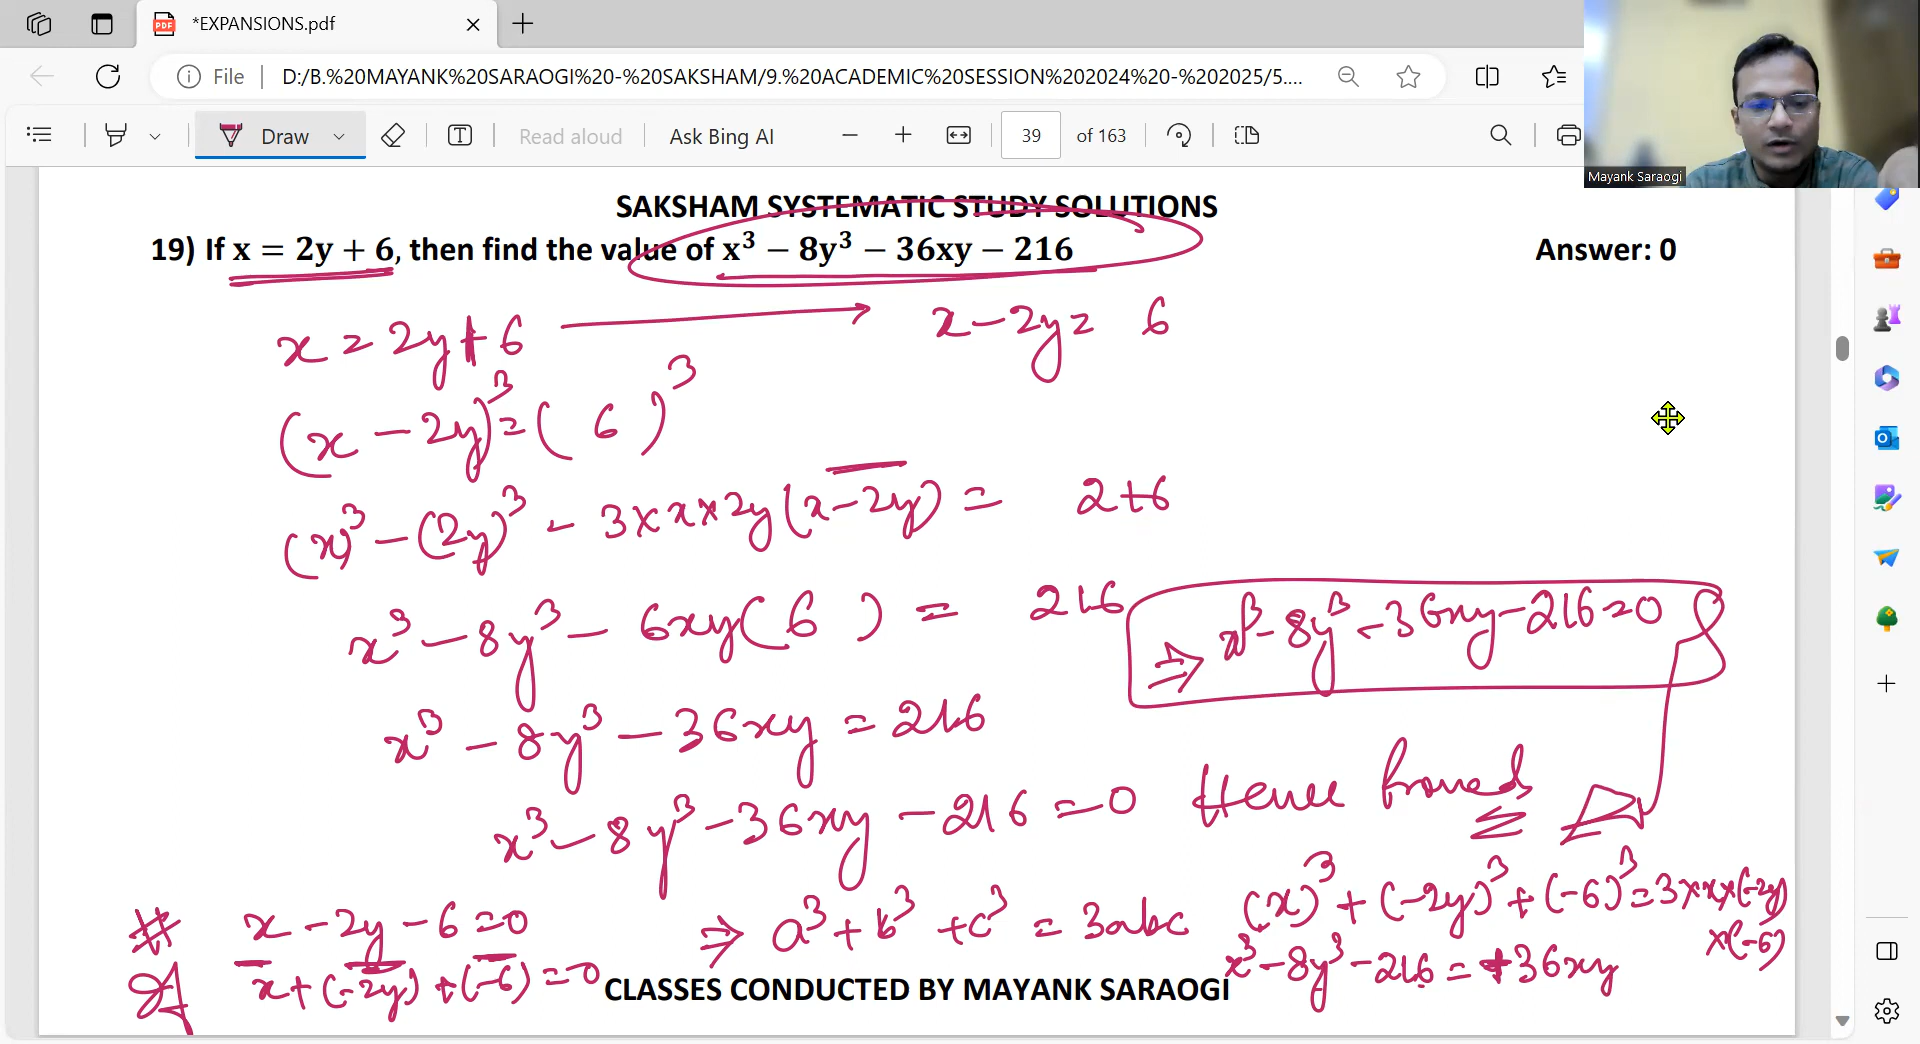 *EXPANSIONS.pdf
File
D:/B.%20MAYANK%20SARAOGI%20-%20SAKSHAM/9.%20ACADEMIC%20SESSION%202024%20-%202025/5....
Draw
Read aloud
Ask Bing AI
39 of 163
Mayank Saraogi
SAKSHAM SYSTEMATIC STUDY SOLUTIONS
19) If x = 2y + 6, then find the value of x³ − 8y³ − 36xy − 216 Answer: 0
x = 2y + 6 → x − 2y = 6
(x − 2y)³ = ( 6 )³
(x)³ − (2y)³ − 3 × x × 2y (x − 2y) = 216
x³ − 8y³ − 6xy ( 6 ) = 216
⇒ x³ − 8y³ − 36xy − 216 = 0
x³ − 8y³ − 36xy = 216
x³ − 8y³ − 36xy − 216 = 0 Hence proved
# x − 2y − 6 = 0 ⇒ a³ + b³ + c³ = 3abc (x)³ + (−2y)³ + (−6)³ = 3 × x × (−2y) × (−6)
x + (−2y) + (−6) = 0
x³ − 8y³ − 216 = +36xy
CLASSES CONDUCTED BY MAYANK SARAOGI